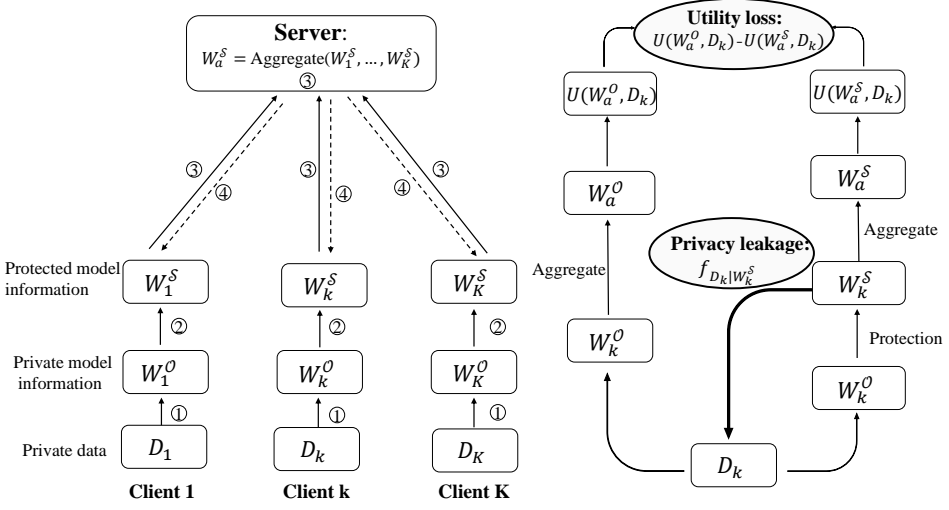 Server:
W_a^S = Aggregate(W_1^S, ..., W_K^S)
③
③
③
③
④
④
④
Protected model
information
W_1^S
W_k^S
W_K^S
②
②
②
Private model
information
W_1^O
W_k^O
W_K^O
①
①
①
Private data
D_1
D_k
D_K
Client 1
Client k
Client K
Utility loss:
U(W_a^O, D_k)-U(W_a^S, D_k)
U(W_a^O, D_k)
U(W_a^S, D_k)
W_a^O
W_a^S
Aggregate
Aggregate
Privacy leakage:
f_{D_k|W_k^S}
W_k^S
W_k^O
Protection
W_k^O
D_k